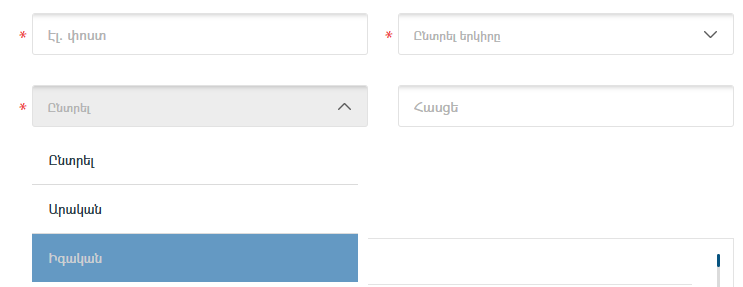 * Էլ. փոստ
* Ընտրել երկիրը
* Ընտրել
Հասցե
Ընտրել
Արական
Իգական